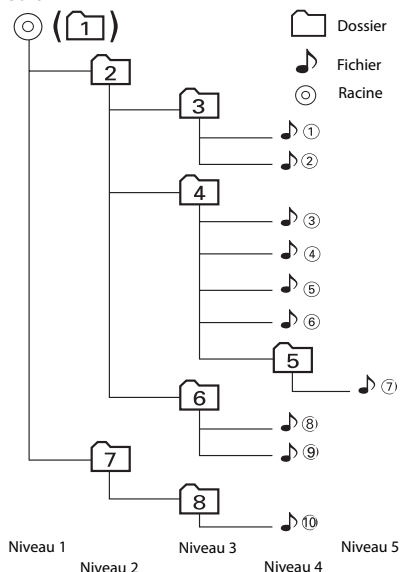 ( 1 )
Dossier
2
Fichier
Racine
3
①
②
4
③
④
⑤
⑥
5
⑦
6
⑧
⑨
7
8
⑩
Niveau 1
Niveau 3
Niveau 5
Niveau 2
Niveau 4